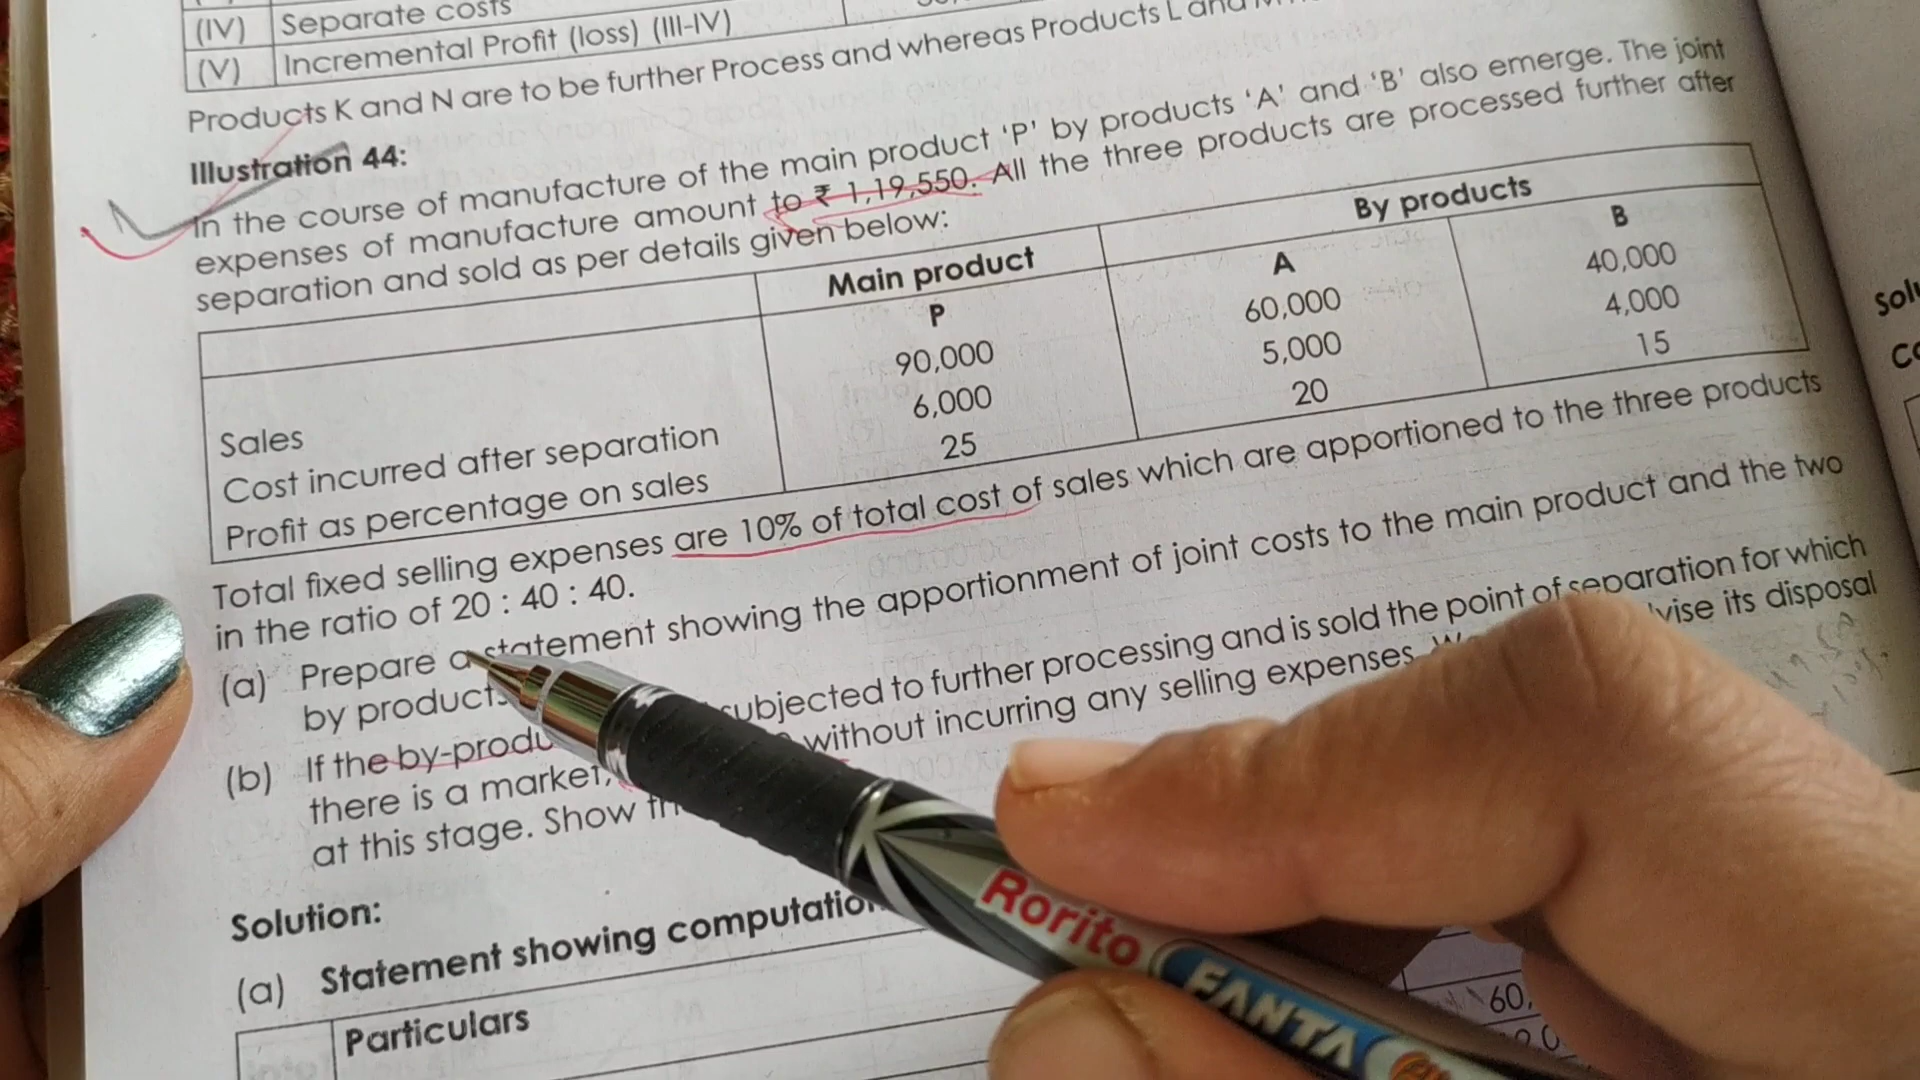 (IV) Separate costs
(V) Incremental Profit (loss) (III-IV)
Products K and N are to be further Process and whereas Products L and
Illustration 44:
In the course of manufacture of the main product 'P' by products 'A' and 'B' also emerge. The joint
expenses of manufacture amount to ₹ 1,19,550. All the three products are processed further after
separation and sold as per details given below:
Main product By products
P A B
Sales 90,000 60,000 40,000
Cost incurred after separation 6,000 5,000 4,000
Profit as percentage on sales 25 20 15
Total fixed selling expenses are 10% of total cost of sales which are apportioned to the three products
in the ratio of 20 : 40 : 40.
(a) Prepare a statement showing the apportionment of joint costs to the main product and the two
by products
(b) If the by-produ subjected to further processing and is sold the point of separation for which
there is a market, without incurring any selling expenses. vise its disposal
at this stage. Show
Solution:
(a) Statement showing computation
Particulars
60,
Rorito
FANTA